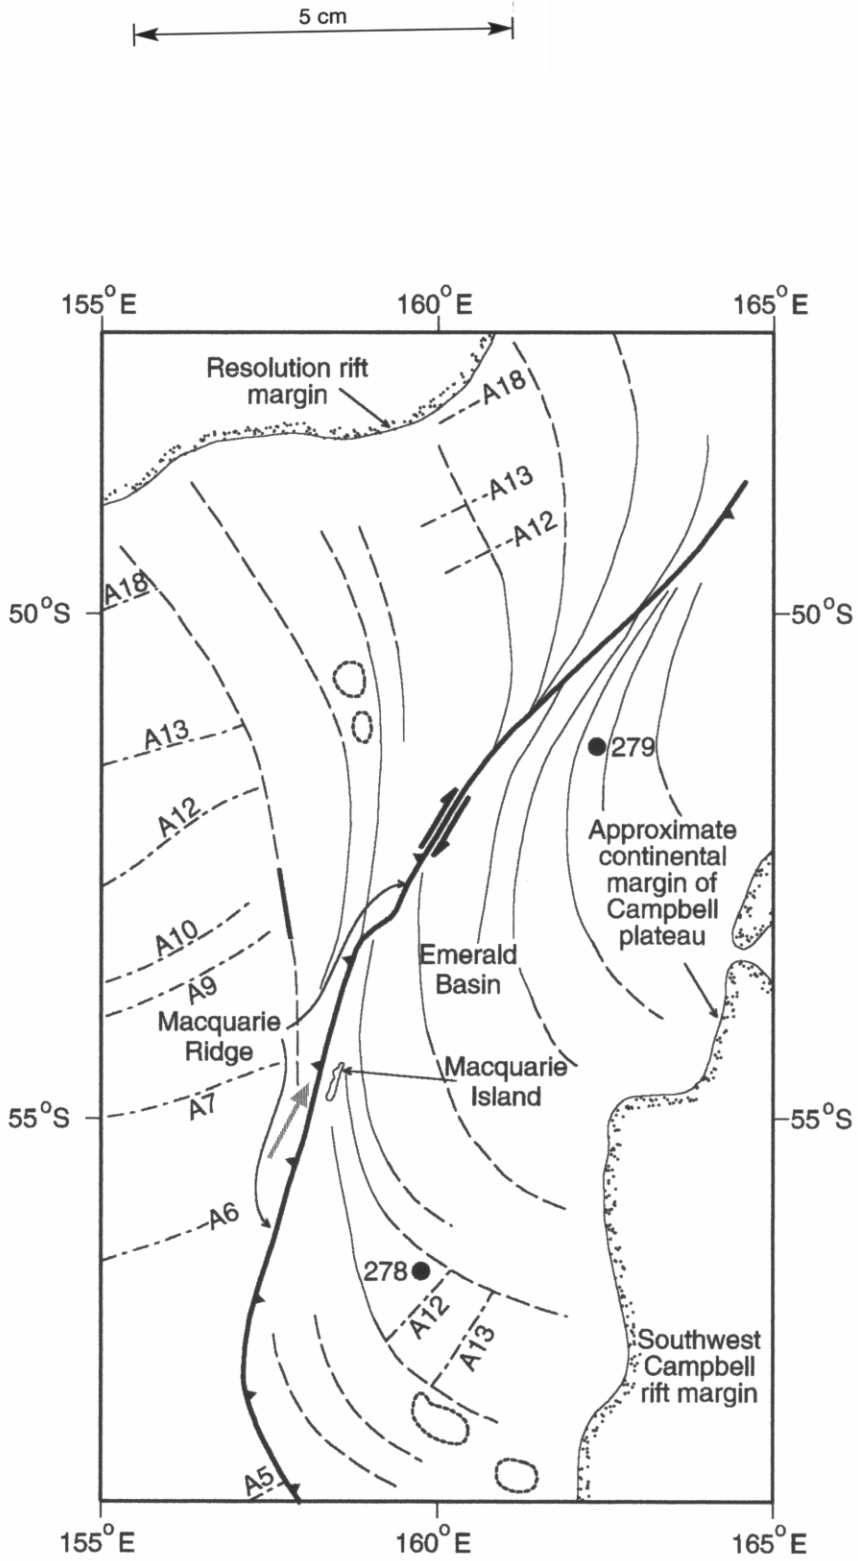 5 cm
155°E
160°E
165°E
Resolution rift
margin
A18
A13
A12
A18
50°S
50°S
A13
279
A12
Approximate
continental
margin of
Campbell
plateau
A10
Emerald
Basin
A9
Macquarie
Ridge
Macquarie
Island
A7
55°S
55°S
A6
278
A12
A13
Southwest
Campbell
rift margin
A5
155°E
160°E
165°E